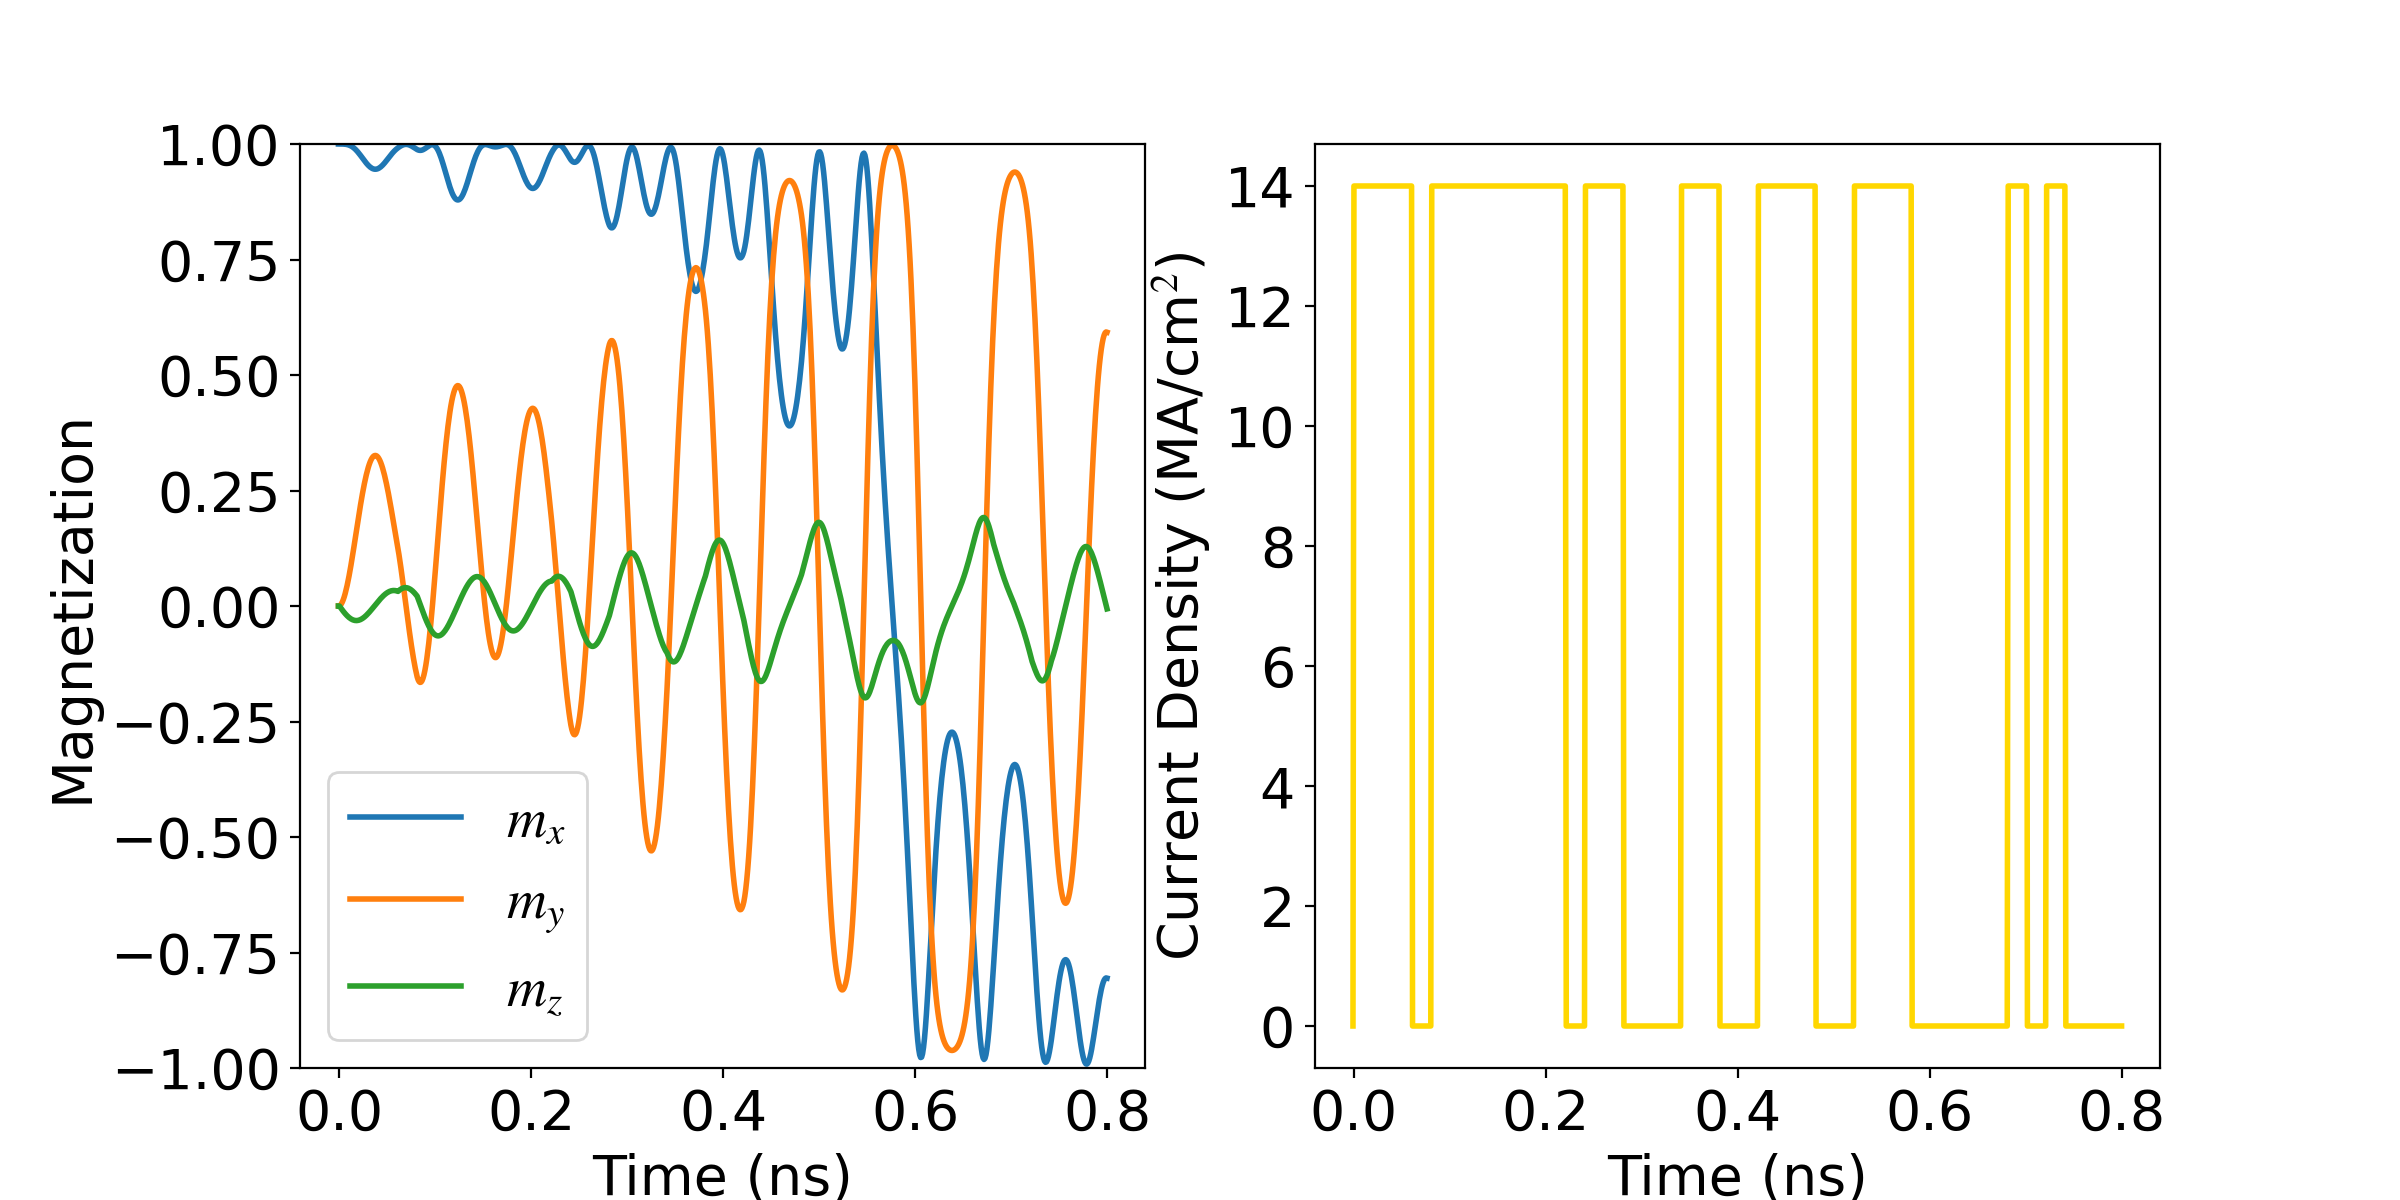 1.00
0.75
0.50
0.25
0.00
−0.25
−0.50
−0.75
−1.00
Magnetization
m_x
m_y
m_z
0.0 0.2 0.4 0.6 0.8
Time (ns)
14
12
10
8
6
4
2
0
Current Density (MA/cm²)
0.0 0.2 0.4 0.6 0.8
Time (ns)